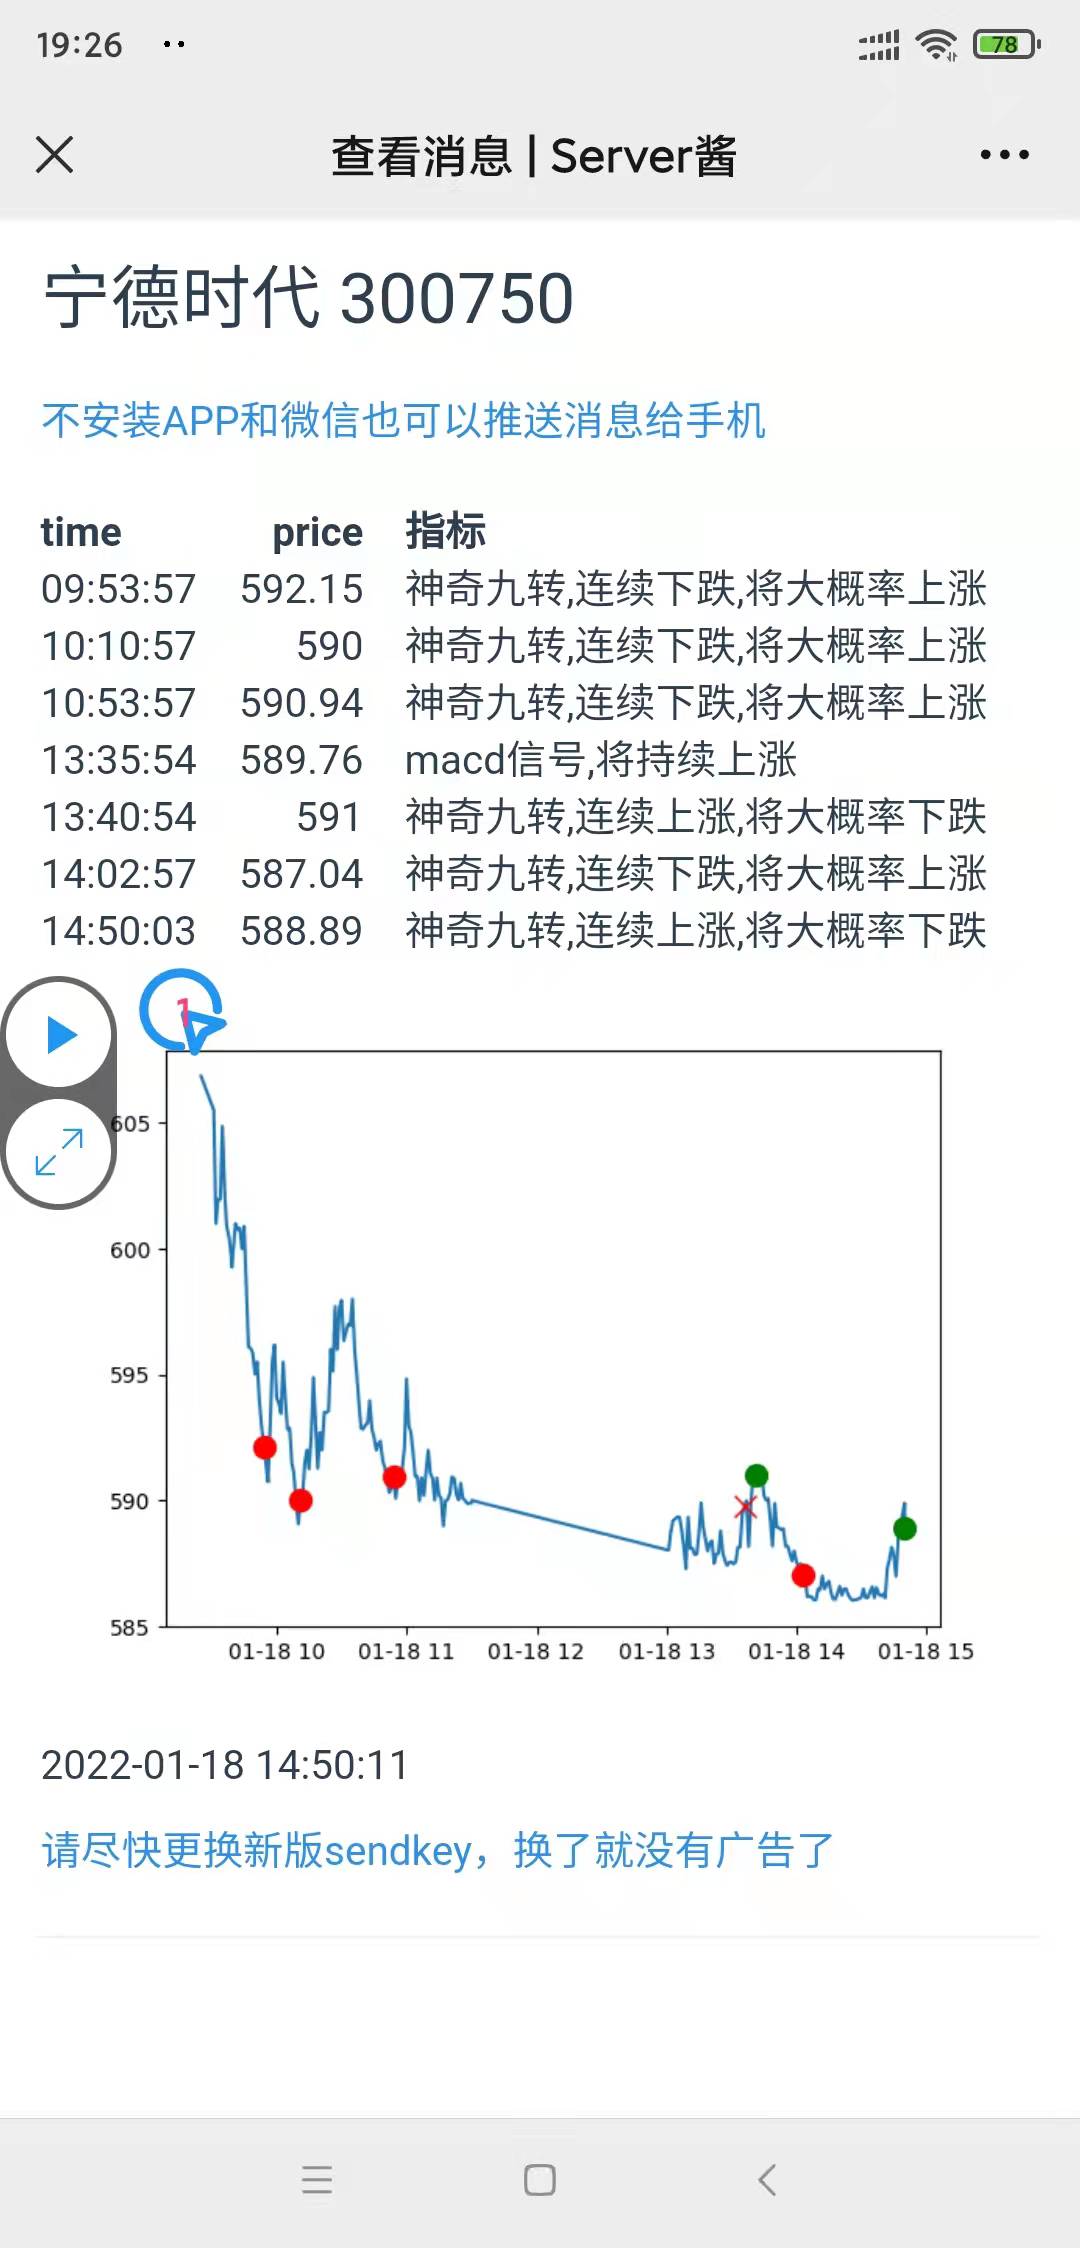 19:26
78
查看消息 | Server酱
宁德时代 300750
不安装APP和微信也可以推送消息给手机
time price 指标
09:53:57 592.15 神奇九转,连续下跌,将大概率上涨
10:10:57 590 神奇九转,连续下跌,将大概率上涨
10:53:57 590.94 神奇九转,连续下跌,将大概率上涨
13:35:54 589.76 macd信号,将持续上涨
13:40:54 591 神奇九转,连续上涨,将大概率下跌
14:02:57 587.04 神奇九转,连续下跌,将大概率上涨
14:50:03 588.89 神奇九转,连续上涨,将大概率下跌
1
605
600
595
590
585
01-18 10 01-18 11 01-18 12 01-18 13 01-18 14 01-18 15
2022-01-18 14:50:11
请尽快更换新版sendkey，换了就没有广告了